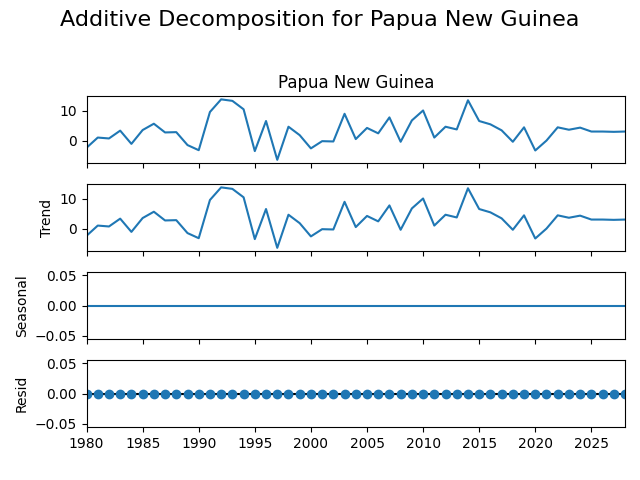 Additive Decomposition for Papua New Guinea
Papua New Guinea
10
0
Trend
10
0
Seasonal
0.05
0.00
−0.05
Resid
0.05
0.00
−0.05
1980 1985 1990 1995 2000 2005 2010 2015 2020 2025